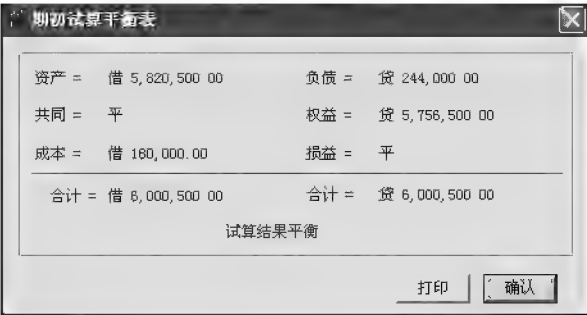 期初试算平衡表
资产 = 借 5,820,500 00 负债 = 贷 244,000 00
共同 = 平 权益 = 贷 5,756,500 00
成本 = 借 180,000.00 损益 = 平
合计 = 借 6,000,500 00 合计 = 贷 6,000,500 00
试算结果平衡
打印 确认